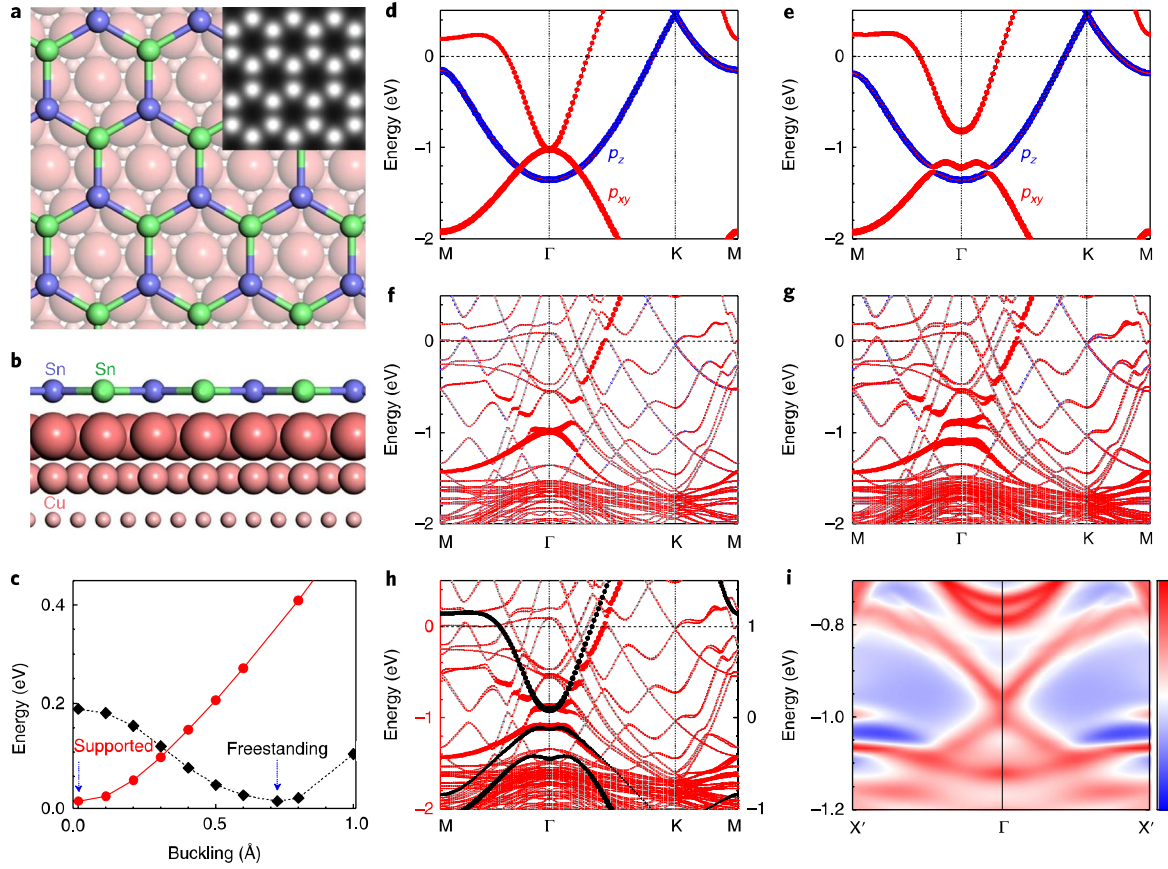 a
b
Sn
Sn
Cu
c
Energy (eV)
0.4
0.2
0.0
Supported
Freestanding
0.0
0.5
1.0
Buckling (Å)
d
Energy (eV)
0
−1
−2
p_z
p_xy
M
Γ
K
M
e
Energy (eV)
0
−1
−2
p_z
p_xy
M
Γ
K
M
f
Energy (eV)
0
−1
−2
M
Γ
K
M
g
Energy (eV)
0
−1
−2
M
Γ
K
M
h
Energy (eV)
0
−1
−2
1
0
−1
M
Γ
K
M
i
Energy (eV)
−0.8
−1.0
−1.2
X′
Γ
X′